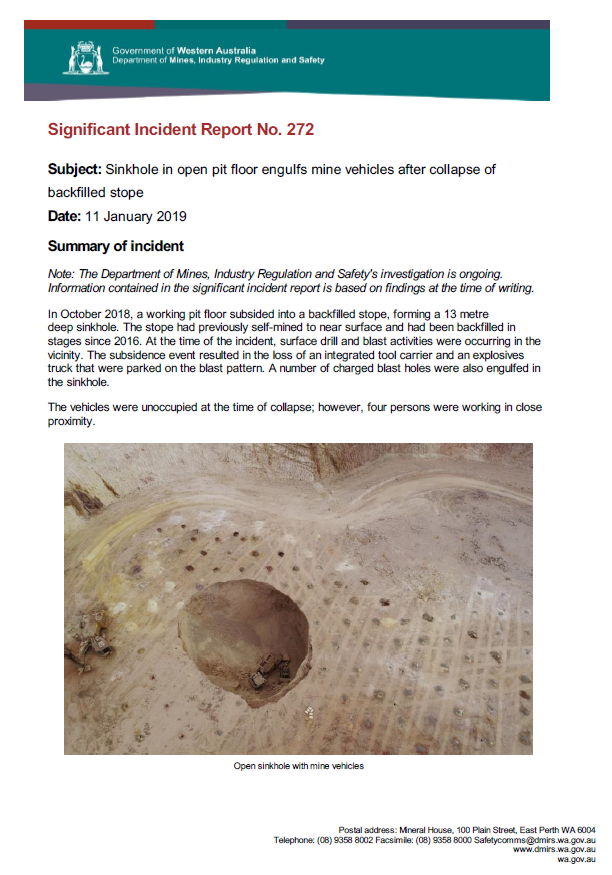 Government of Western Australia
Department of Mines, Industry Regulation and Safety
Significant Incident Report No. 272
Subject: Sinkhole in open pit floor engulfs mine vehicles after collapse of
backfilled stope
Date: 11 January 2019
Summary of incident
Note: The Department of Mines, Industry Regulation and Safety's investigation is ongoing.
Information contained in the significant incident report is based on findings at the time of writing.
In October 2018, a working pit floor subsided into a backfilled stope, forming a 13 metre
deep sinkhole. The stope had previously self-mined to near surface and had been backfilled in
stages since 2016. At the time of the incident, surface drill and blast activities were occurring in the
vicinity. The subsidence event resulted in the loss of an integrated tool carrier and an explosives
truck that were parked on the blast pattern. A number of charged blast holes were also engulfed in
the sinkhole.
The vehicles were unoccupied at the time of collapse; however, four persons were working in close
proximity.
Open sinkhole with mine vehicles
Postal address: Mineral House, 100 Plain Street, East Perth WA 6004
Telephone: (08) 9358 8002 Facsimile: (08) 9358 8000 Safetycomms@dmirs.wa.gov.au
www.dmirs.wa.gov.au
wa.gov.au